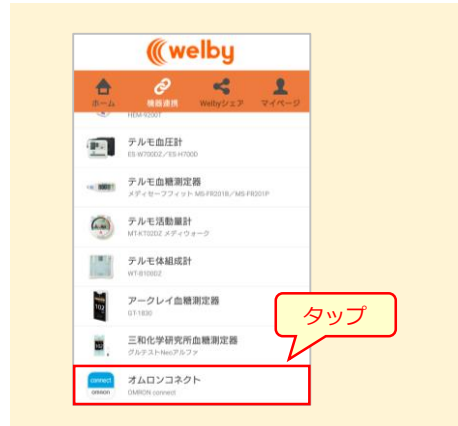 welby
ホーム 機器連携 Welbyシェア マイページ
HEM-9200T
テルモ血圧計
ES-W700DZ／ES-H700D
テルモ血糖測定器
メディセーフフィット MS-FR201B／MS-FR201P
テルモ活動量計
MT-KT02DZ メディウォーク
テルモ体組成計
WT-B100DZ
アークレイ血糖測定器
GT-1830
タップ
三和化学研究所血糖測定器
グルテストNeoアルファ
connect
omron
オムロンコネクト
OMRON connect